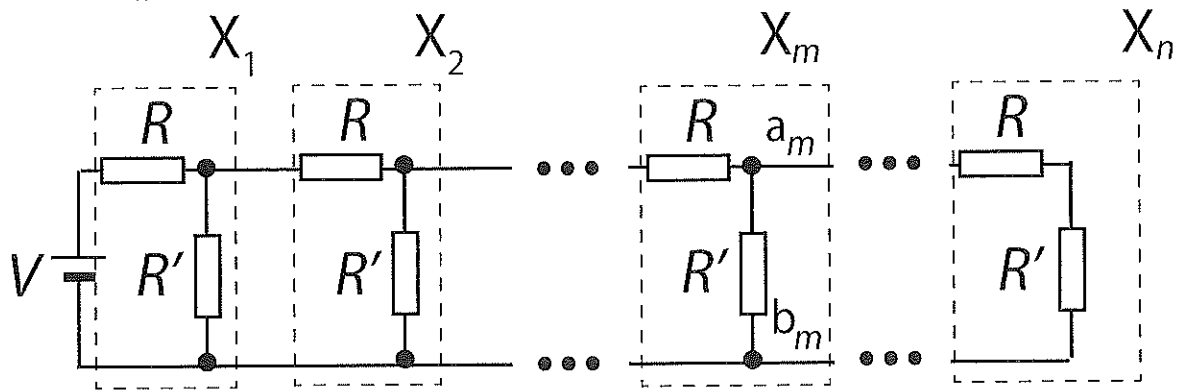 X₁ X₂ Xₘ Xₙ
R R R aₘ R
V R′ R′ R′ bₘ R′